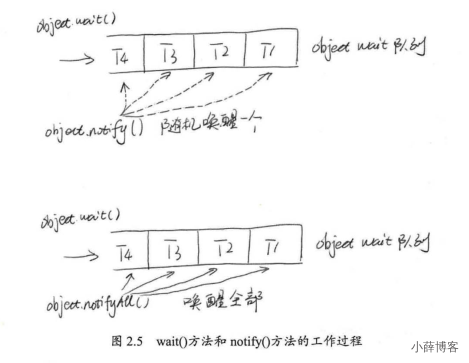 object.wait()
T4 T3 T2 T1 object wait 队列
object.notify() 随机唤醒一个
object.wait()
T4 T3 T2 T1 object wait 队列
object.notifyAll() 唤醒全部
图 2.5 wait()方法和 notify()方法的工作过程
小薛博客